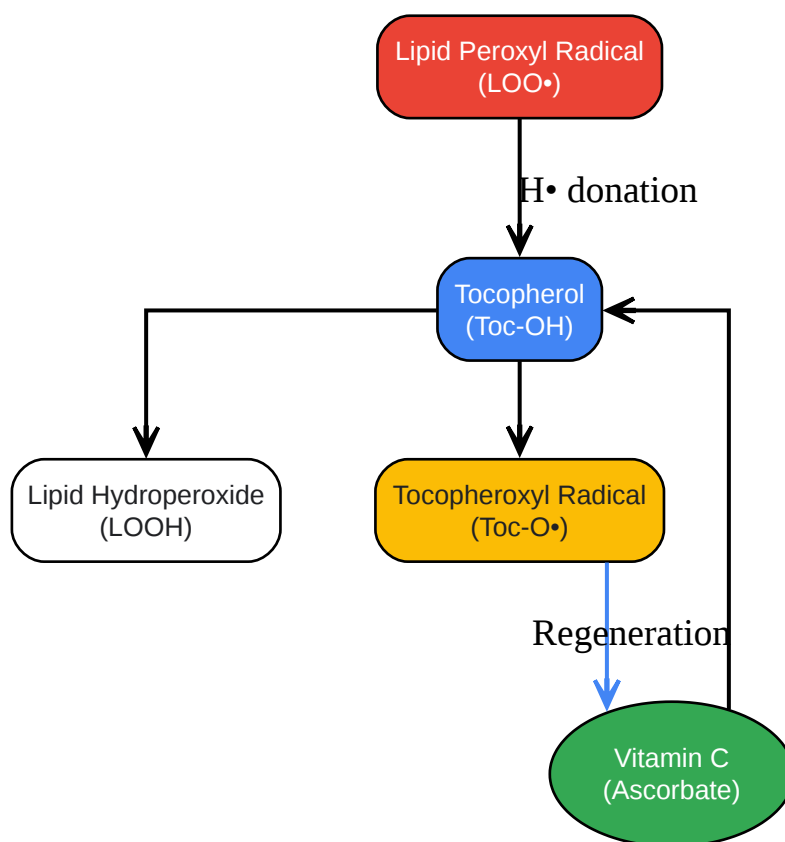 Lipid Peroxyl Radical
(LOO•)
H• donation
Tocopherol
(Toc-OH)
Lipid Hydroperoxide
(LOOH)
Tocopheroxyl Radical
(Toc-O•)
Regeneration
Vitamin C
(Ascorbate)